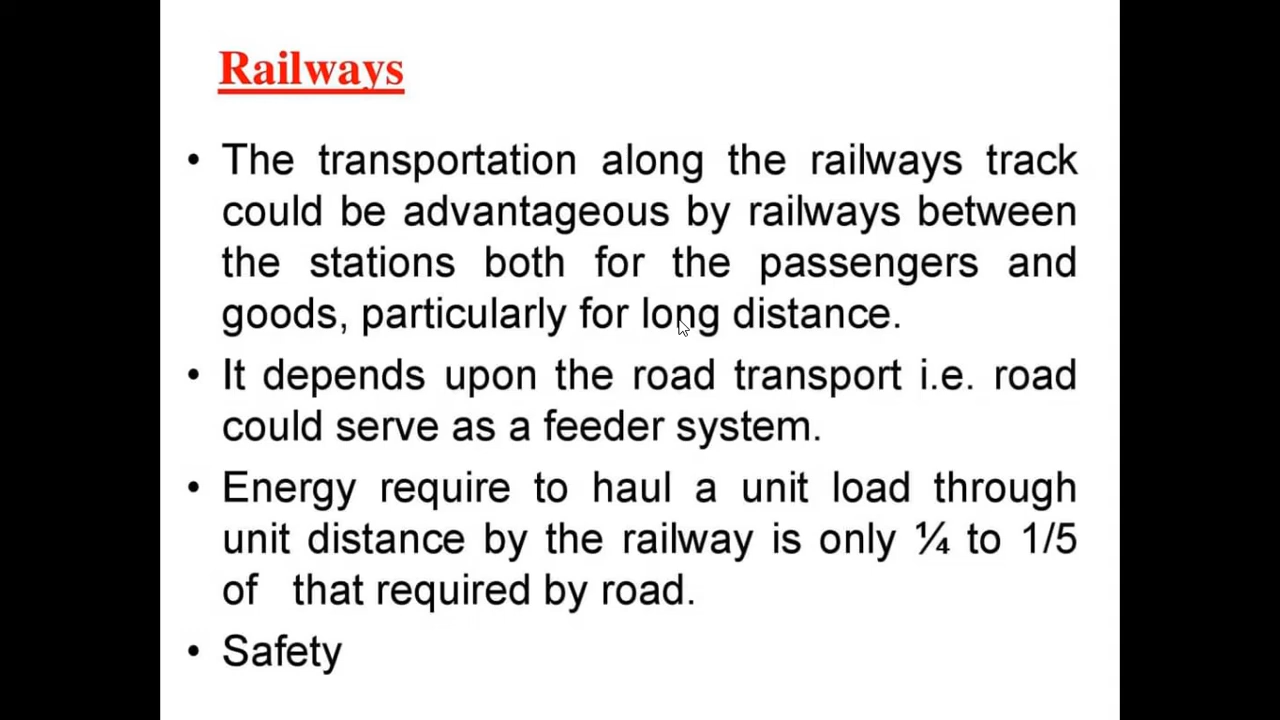 Railways
• The transportation along the railways track
could be advantageous by railways between
the stations both for the passengers and
goods, particularly for long distance.
• It depends upon the road transport i.e. road
could serve as a feeder system.
• Energy require to haul a unit load through
unit distance by the railway is only ¼ to 1/5
of that required by road.
• Safety